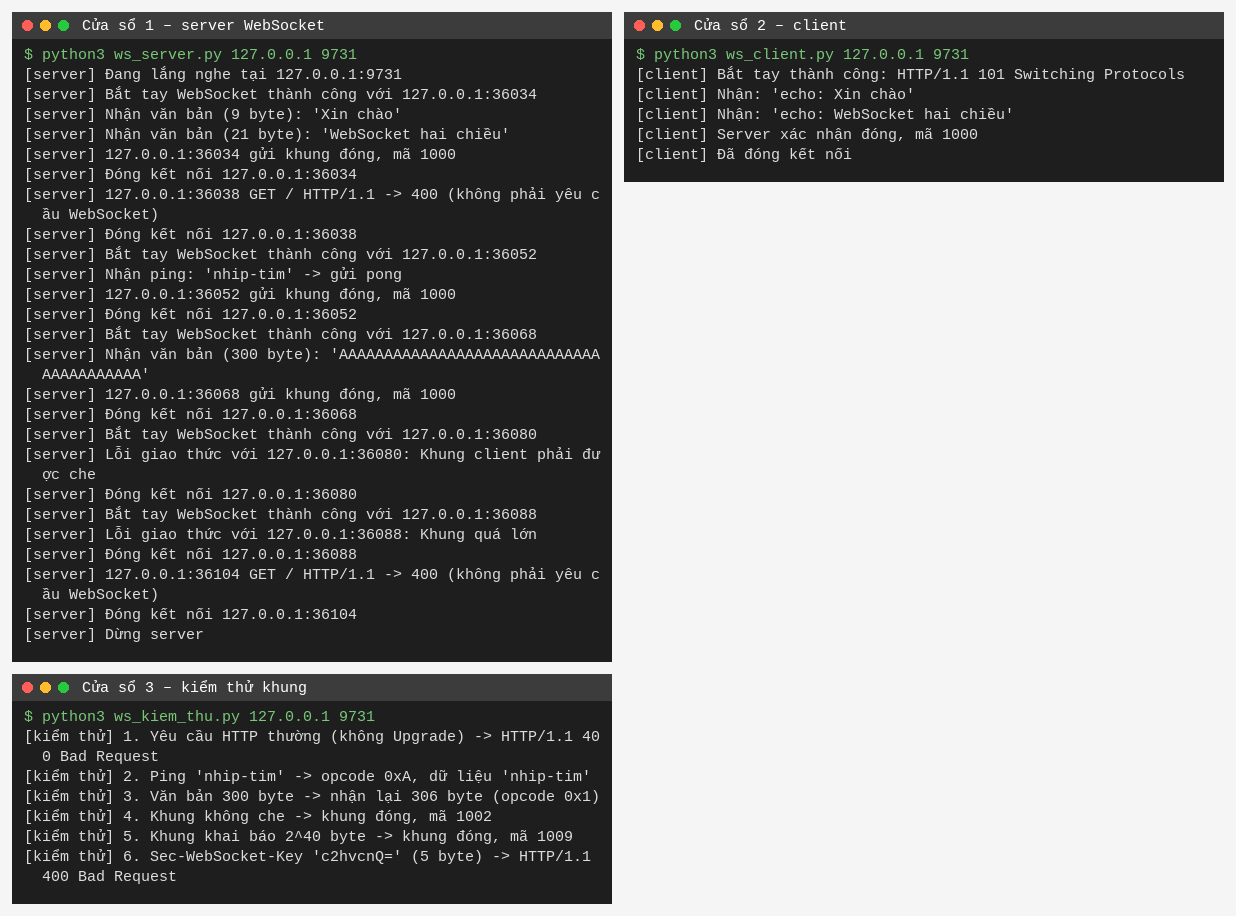 Cửa sổ 1 – server WebSocket
$ python3 ws_server.py 127.0.0.1 9731
[server] Đang lắng nghe tại 127.0.0.1:9731
[server] Bắt tay WebSocket thành công với 127.0.0.1:36034
[server] Nhận văn bản (9 byte): 'Xin chào'
[server] Nhận văn bản (21 byte): 'WebSocket hai chiều'
[server] 127.0.0.1:36034 gửi khung đóng, mã 1000
[server] Đóng kết nối 127.0.0.1:36034
[server] 127.0.0.1:36038 GET / HTTP/1.1 -> 400 (không phải yêu c
ầu WebSocket)
[server] Đóng kết nối 127.0.0.1:36038
[server] Bắt tay WebSocket thành công với 127.0.0.1:36052
[server] Nhận ping: 'nhip-tim' -> gửi pong
[server] 127.0.0.1:36052 gửi khung đóng, mã 1000
[server] Đóng kết nối 127.0.0.1:36052
[server] Bắt tay WebSocket thành công với 127.0.0.1:36068
[server] Nhận văn bản (300 byte): 'AAAAAAAAAAAAAAAAAAAAAAAAAAAAA
AAAAAAAAAAA'
[server] 127.0.0.1:36068 gửi khung đóng, mã 1000
[server] Đóng kết nối 127.0.0.1:36068
[server] Bắt tay WebSocket thành công với 127.0.0.1:36080
[server] Lỗi giao thức với 127.0.0.1:36080: Khung client phải đư
ợc che
[server] Đóng kết nối 127.0.0.1:36080
[server] Bắt tay WebSocket thành công với 127.0.0.1:36088
[server] Lỗi giao thức với 127.0.0.1:36088: Khung quá lớn
[server] Đóng kết nối 127.0.0.1:36088
[server] 127.0.0.1:36104 GET / HTTP/1.1 -> 400 (không phải yêu c
ầu WebSocket)
[server] Đóng kết nối 127.0.0.1:36104
[server] Dừng server
Cửa sổ 2 – client
$ python3 ws_client.py 127.0.0.1 9731
[client] Bắt tay thành công: HTTP/1.1 101 Switching Protocols
[client] Nhận: 'echo: Xin chào'
[client] Nhận: 'echo: WebSocket hai chiều'
[client] Server xác nhận đóng, mã 1000
[client] Đã đóng kết nối
Cửa sổ 3 – kiểm thử khung
$ python3 ws_kiem_thu.py 127.0.0.1 9731
[kiểm thử] 1. Yêu cầu HTTP thường (không Upgrade) -> HTTP/1.1 40
0 Bad Request
[kiểm thử] 2. Ping 'nhip-tim' -> opcode 0xA, dữ liệu 'nhip-tim'
[kiểm thử] 3. Văn bản 300 byte -> nhận lại 306 byte (opcode 0x1)
[kiểm thử] 4. Khung không che -> khung đóng, mã 1002
[kiểm thử] 5. Khung khai báo 2^40 byte -> khung đóng, mã 1009
[kiểm thử] 6. Sec-WebSocket-Key 'c2hvcnQ=' (5 byte) -> HTTP/1.1
400 Bad Request